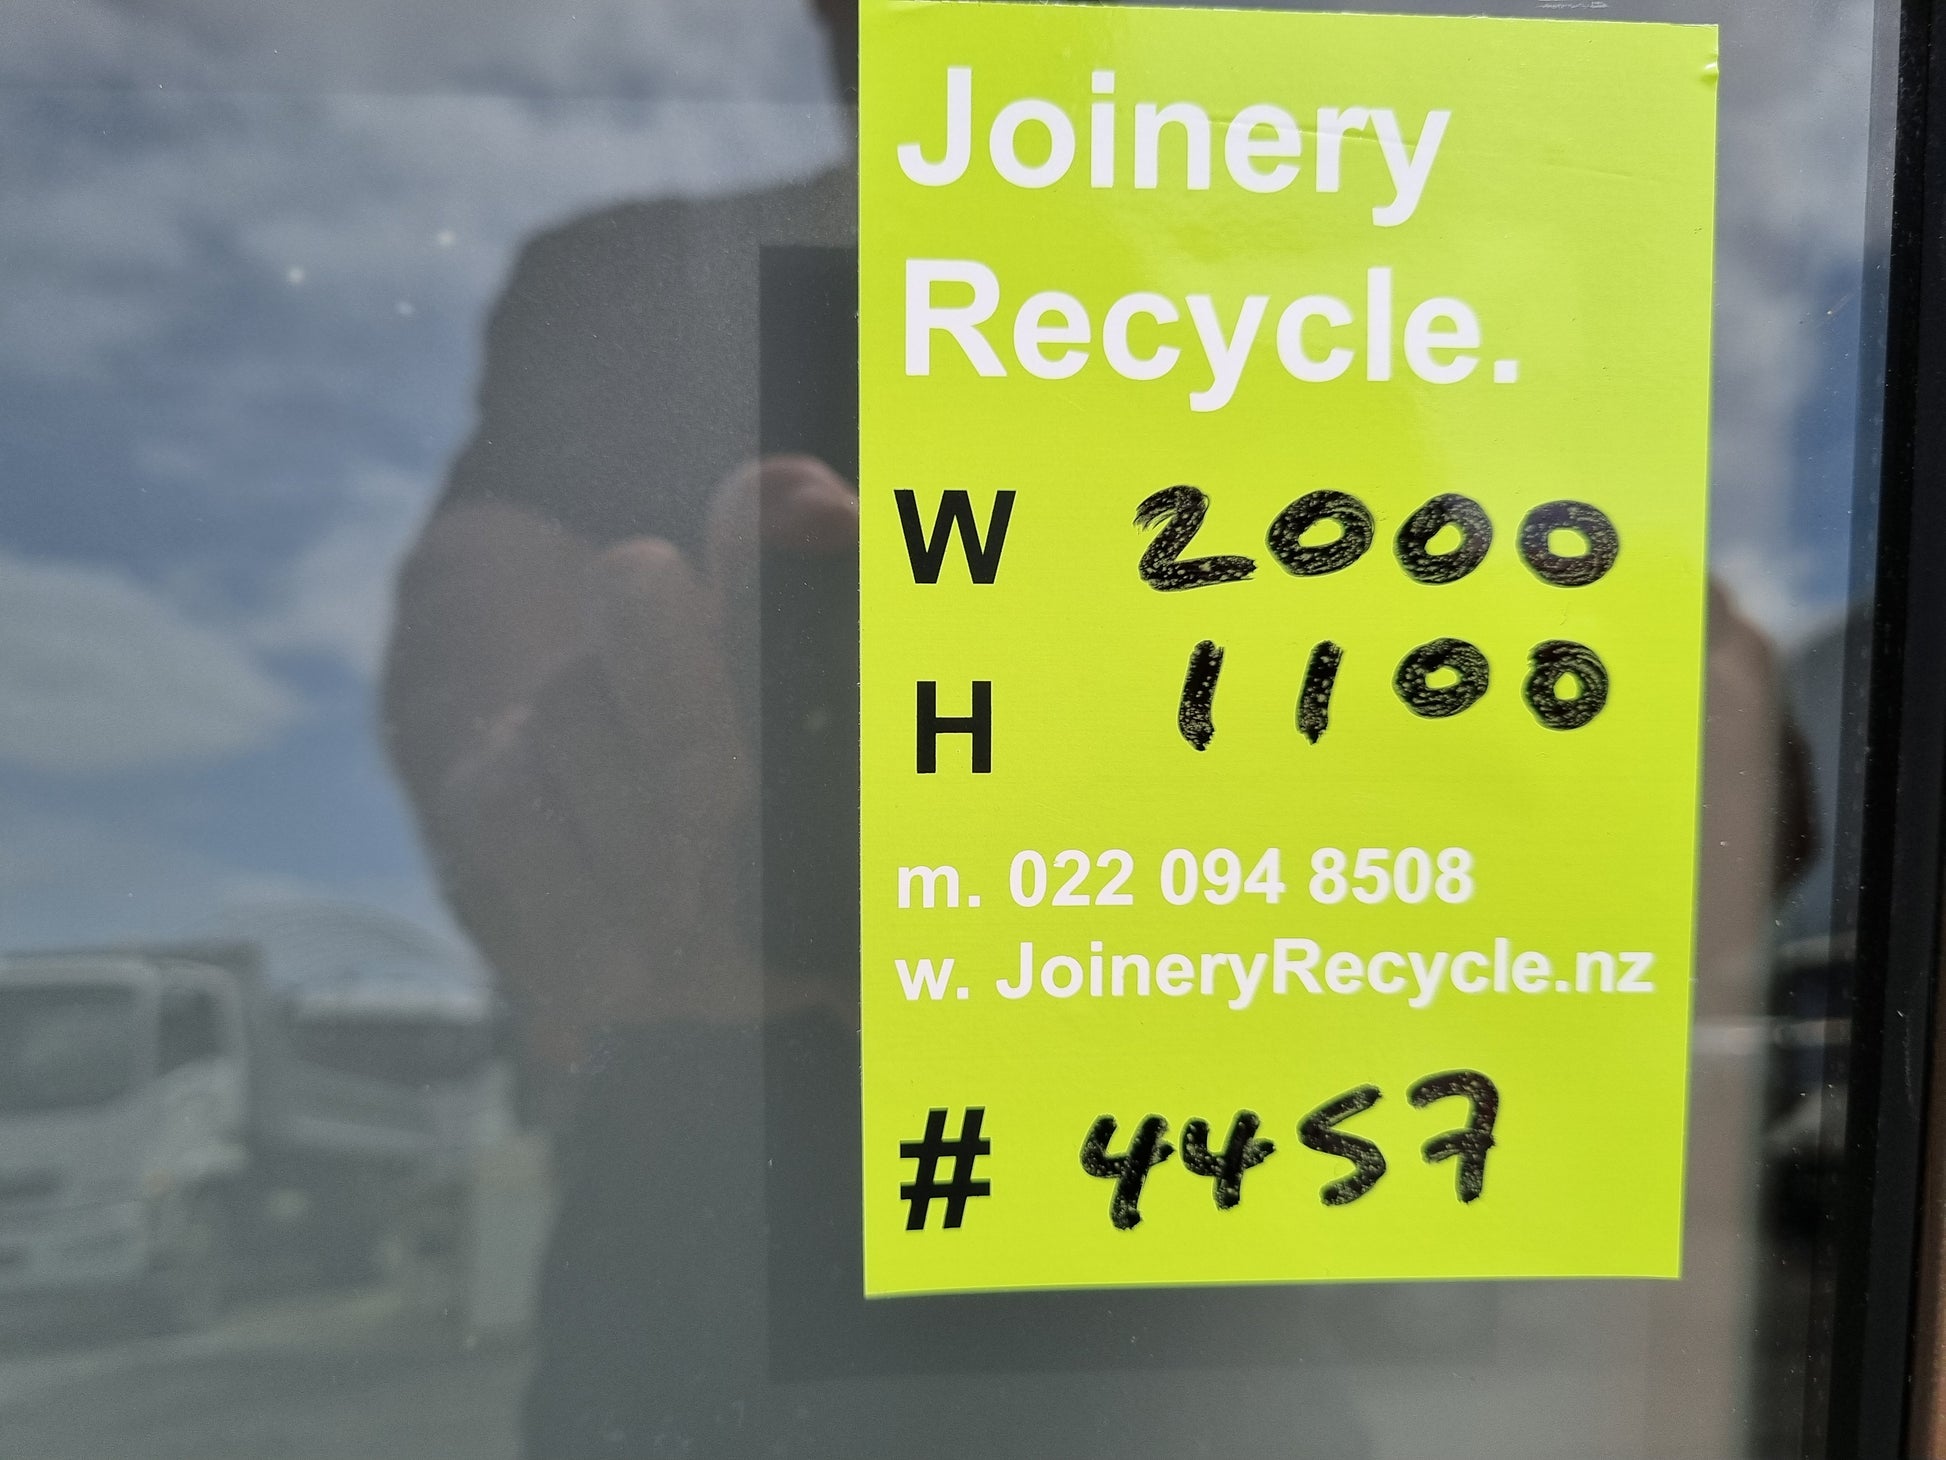 Joinery
Recycle.
W 2000
H 1100
m. 022 094 8508
w. JoineryRecycle.nz
# 4457